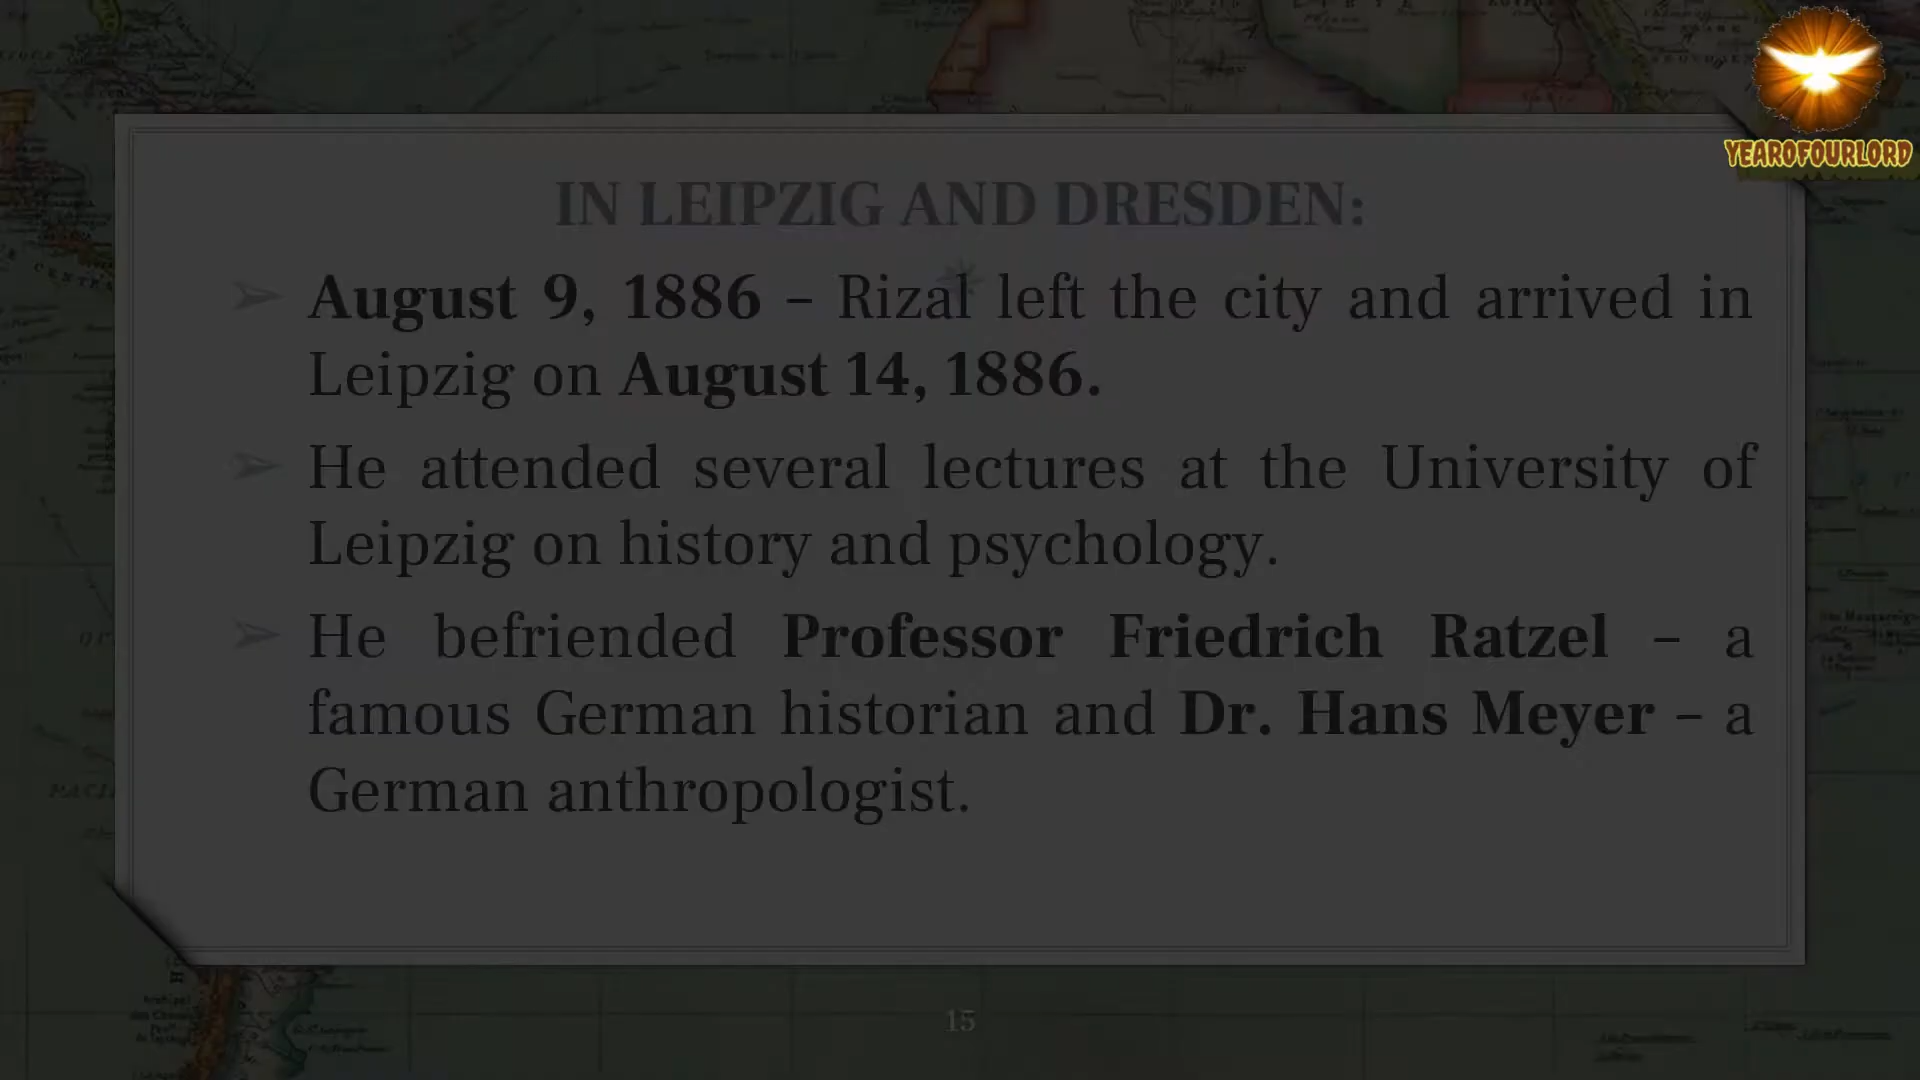 YEAROFOURLORD
IN LEIPZIG AND DRESDEN:
➢ August 9, 1886 – Rizal left the city and arrived in
Leipzig on August 14, 1886.
➢ He attended several lectures at the University of
Leipzig on history and psychology.
➢ He befriended Professor Friedrich Ratzel – a
famous German historian and Dr. Hans Meyer – a
German anthropologist.
15